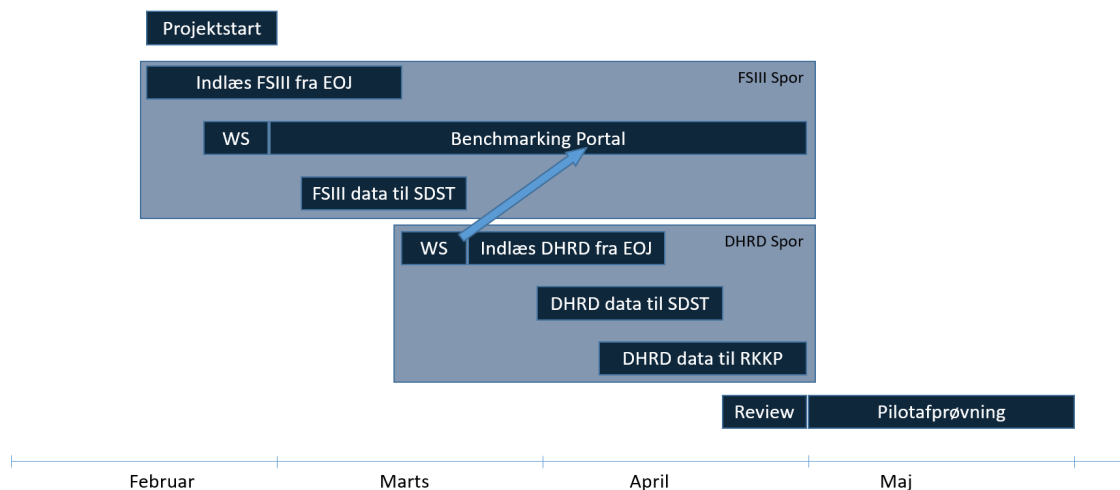 Projektstart
FSIII Spor
Indlæs FSIII fra EOJ
WS
Benchmarking Portal
FSIII data til SDST
DHRD Spor
WS
Indlæs DHRD fra EOJ
DHRD data til SDST
DHRD data til RKKP
Review
Pilotafprøvning
Februar
Marts
April
Maj